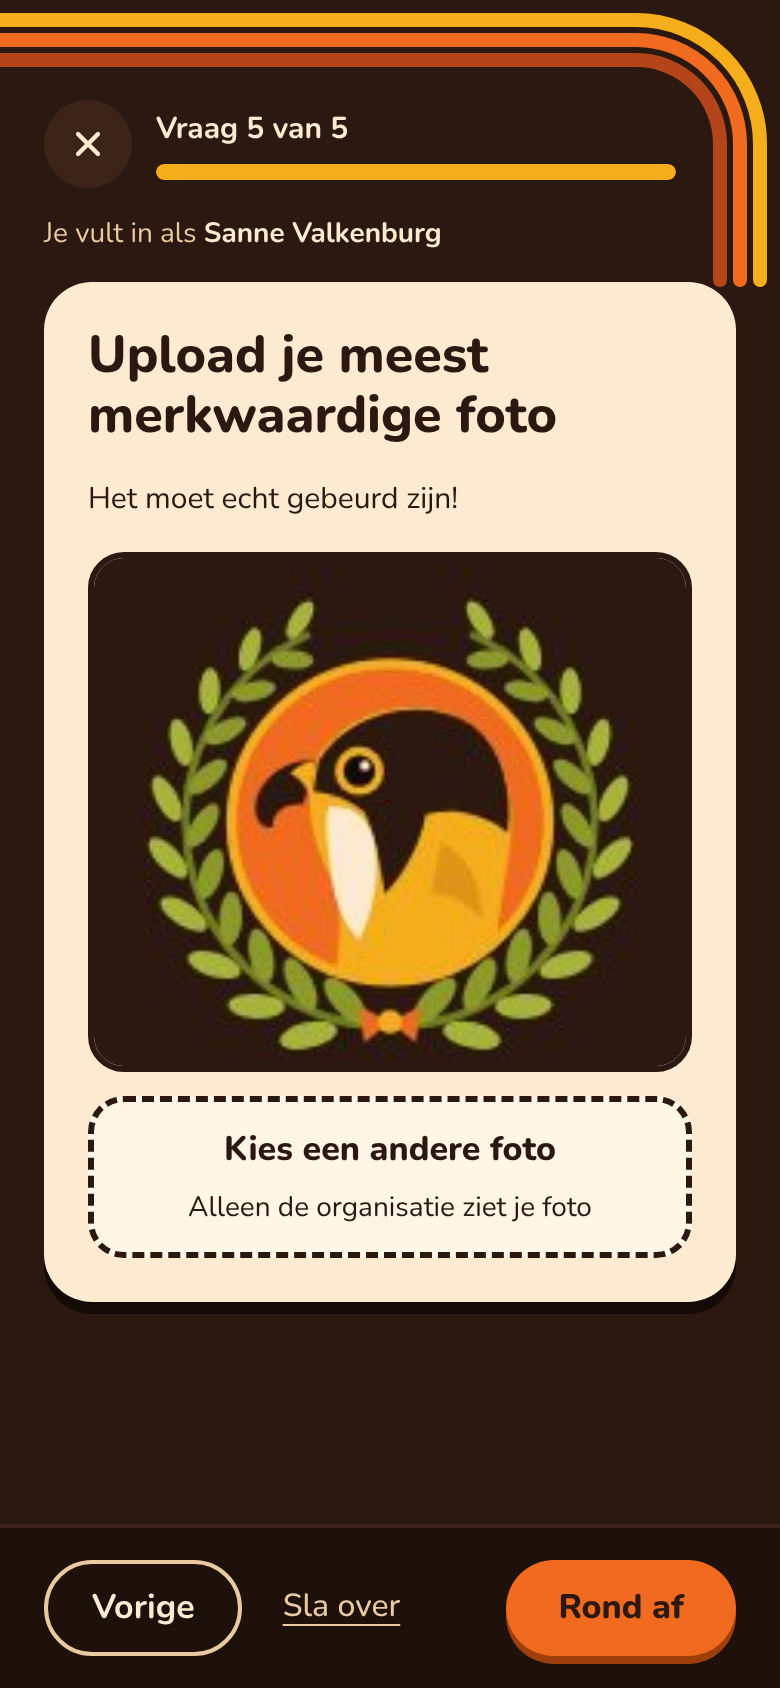 Vraag 5 van 5
Je vult in als Sanne Valkenburg
Upload je meest
merkwaardige foto
Het moet echt gebeurd zijn!
Kies een andere foto
Alleen de organisatie ziet je foto
Vorige
Sla over
Rond af